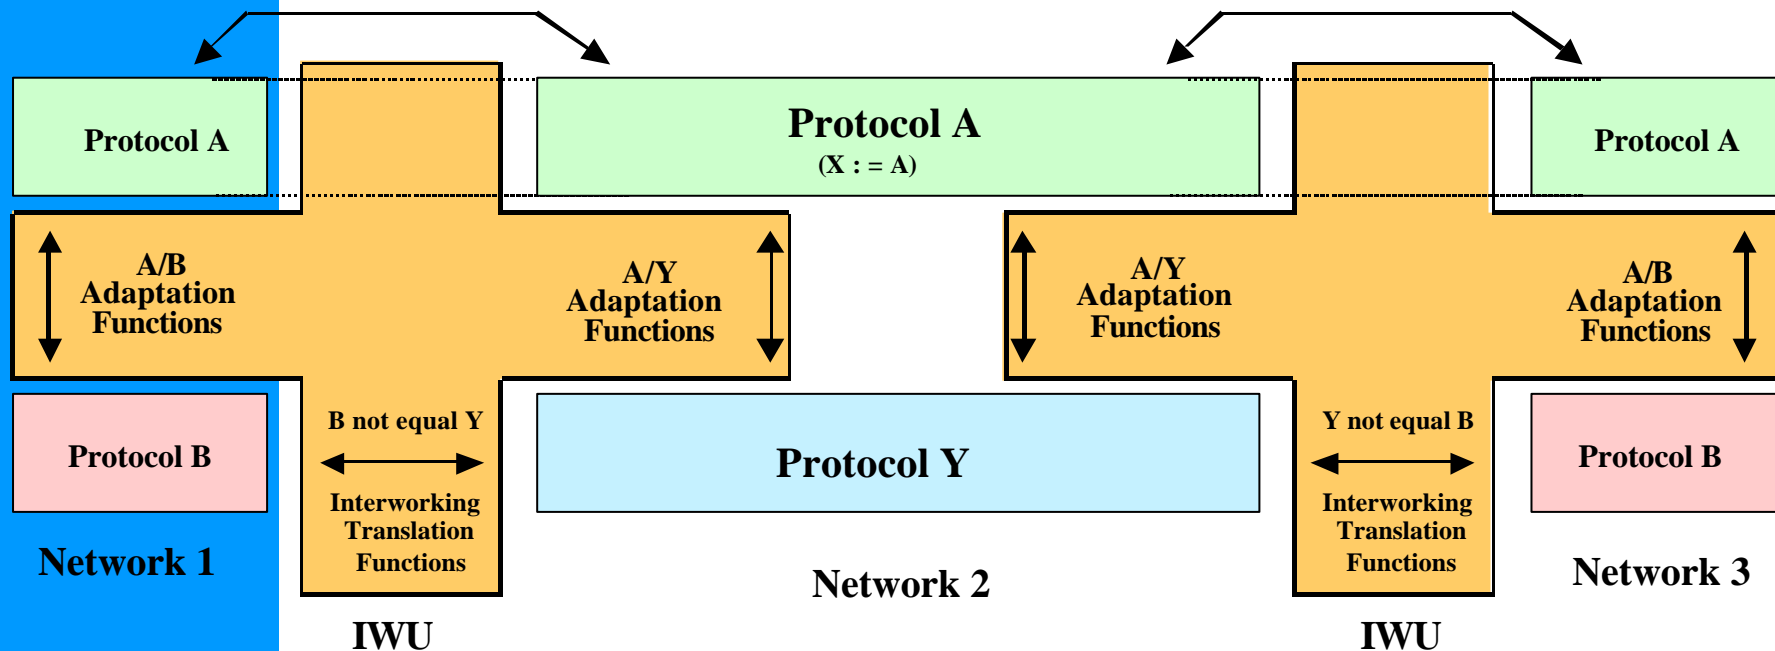 Protocol A
Protocol A
(X : = A)
Protocol A
A/B
Adaptation
Functions
A/Y
Adaptation
Functions
A/Y
Adaptation
Functions
A/B
Adaptation
Functions
Protocol B
B not equal Y
Interworking
Translation
Functions
Protocol Y
Y not equal B
Interworking
Translation
Functions
Protocol B
Network 1
IWU
Network 2
IWU
Network 3